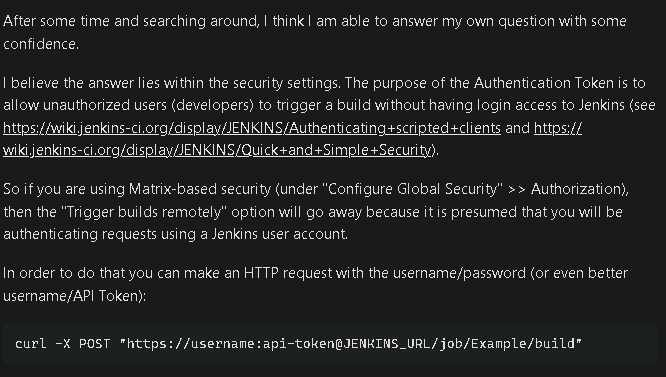 After some time and searching around, I think I am able to answer my own question with some
confidence.
I believe the answer lies within the security settings. The purpose of the Authentication Token is to
allow unauthorized users (developers) to trigger a build without having login access to Jenkins (see
https://wiki.jenkins-ci.org/display/JENKINS/Authenticating+scripted+clients and https://
wiki.jenkins-ci.org/display/JENKINS/Quick+and+Simple+Security).
So if you are using Matrix-based security (under "Configure Global Security" >> Authorization),
then the "Trigger builds remotely" option will go away because it is presumed that you will be
authenticating requests using a Jenkins user account.
In order to do that you can make an HTTP request with the username/password (or even better
username/API Token):
curl -X POST "https://username:api-token@JENKINS_URL/job/Example/build"